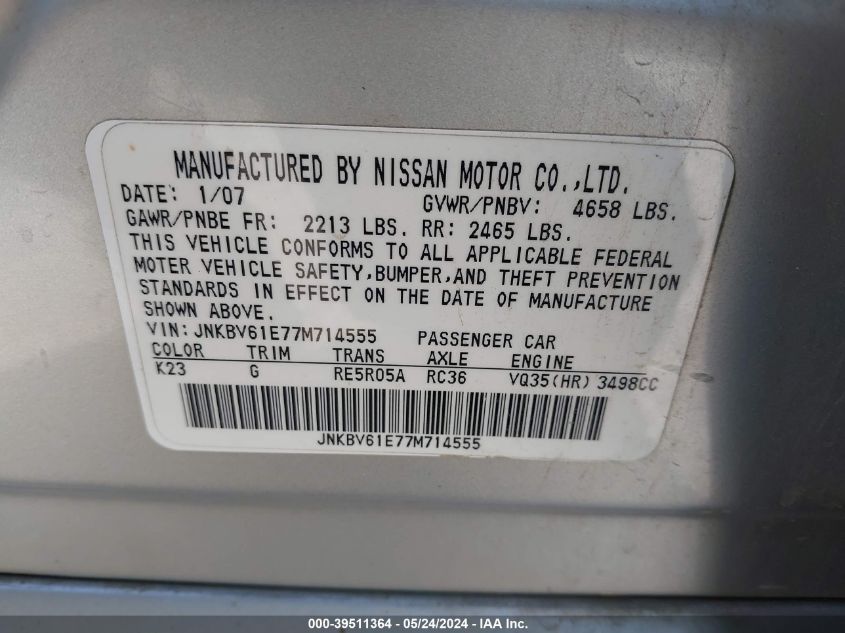 MANUFACTURED BY NISSAN MOTOR CO.,LTD.
DATE: 1/07 GVWR/PNBV: 4658 LBS.
GAWR/PNBE FR: 2213 LBS. RR: 2465 LBS.
THIS VEHICLE CONFORMS TO ALL APPLICABLE FEDERAL
MOTER VEHICLE SAFETY,BUMPER,AND THEFT PREVENTION
STANDARDS IN EFFECT ON THE DATE OF MANUFACTURE
SHOWN ABOVE.
VIN: JNKBV61E77M714555 PASSENGER CAR
COLOR TRIM TRANS AXLE ENGINE
K23 G RE5R05A RC36 VQ35(HR) 3498CC
JNKBV61E77M714555
000-39511364 • 05/24/2024 • IAA Inc.